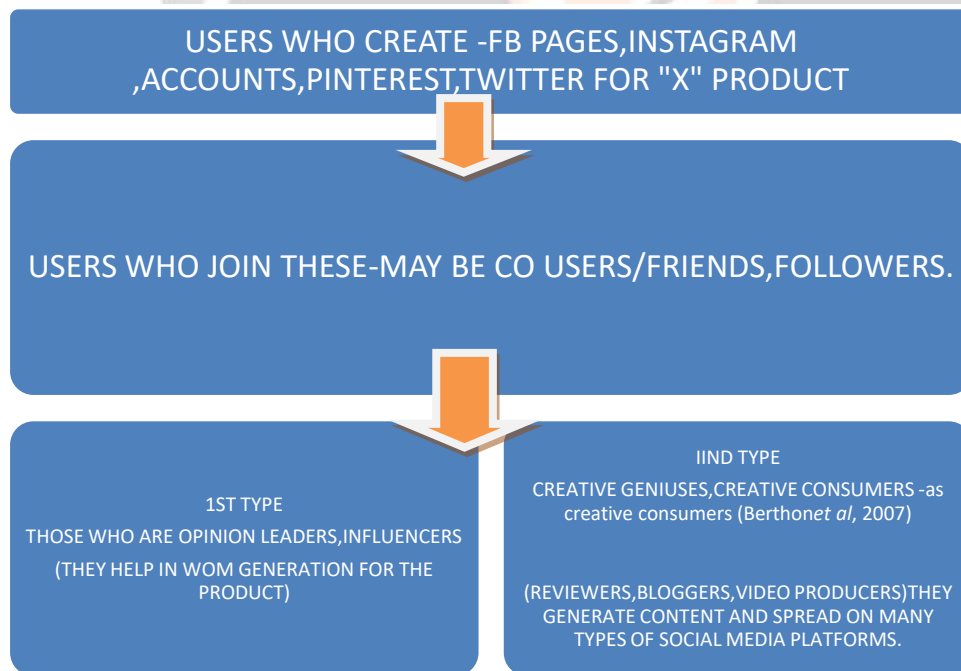 USERS WHO CREATE -FB PAGES,INSTAGRAM
,ACCOUNTS,PINTEREST,TWITTER FOR "X" PRODUCT
USERS WHO JOIN THESE-MAY BE CO USERS/FRIENDS,FOLLOWERS.
1ST TYPE
THOSE WHO ARE OPINION LEADERS,INFLUENCERS
(THEY HELP IN WOM GENERATION FOR THE
PRODUCT)
IIND TYPE
CREATIVE GENIUSES,CREATIVE CONSUMERS -as
creative consumers (Berthonet al, 2007)
(REVIEWERS,BLOGGERS,VIDEO PRODUCERS)THEY
GENERATE CONTENT AND SPREAD ON MANY
TYPES OF SOCIAL MEDIA PLATFORMS.